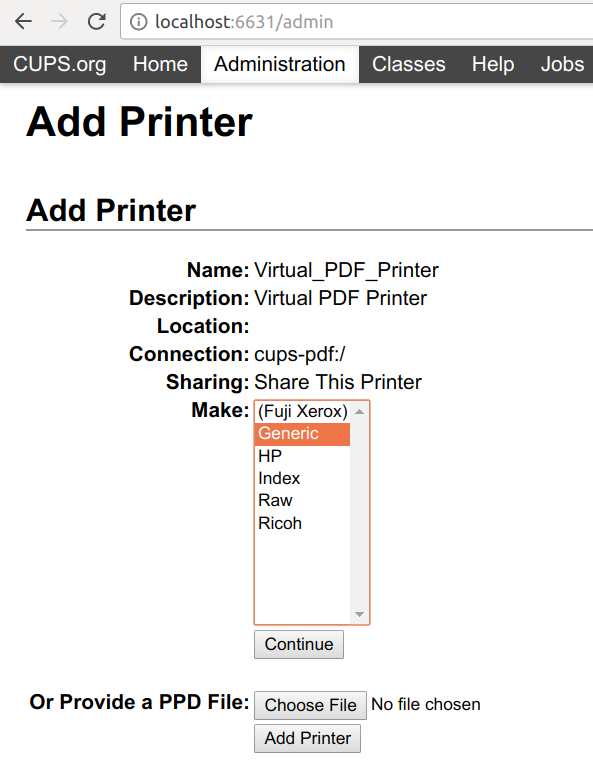 localhost:6631/admin
CUPS.org Home Administration Classes Help Jobs
Add Printer
Add Printer
Name: Virtual_PDF_Printer
Description: Virtual PDF Printer
Location:
Connection: cups-pdf:/
Sharing: Share This Printer
Make: (Fuji Xerox)
Generic
HP
Index
Raw
Ricoh
Continue
Or Provide a PPD File: Choose File No file chosen
Add Printer